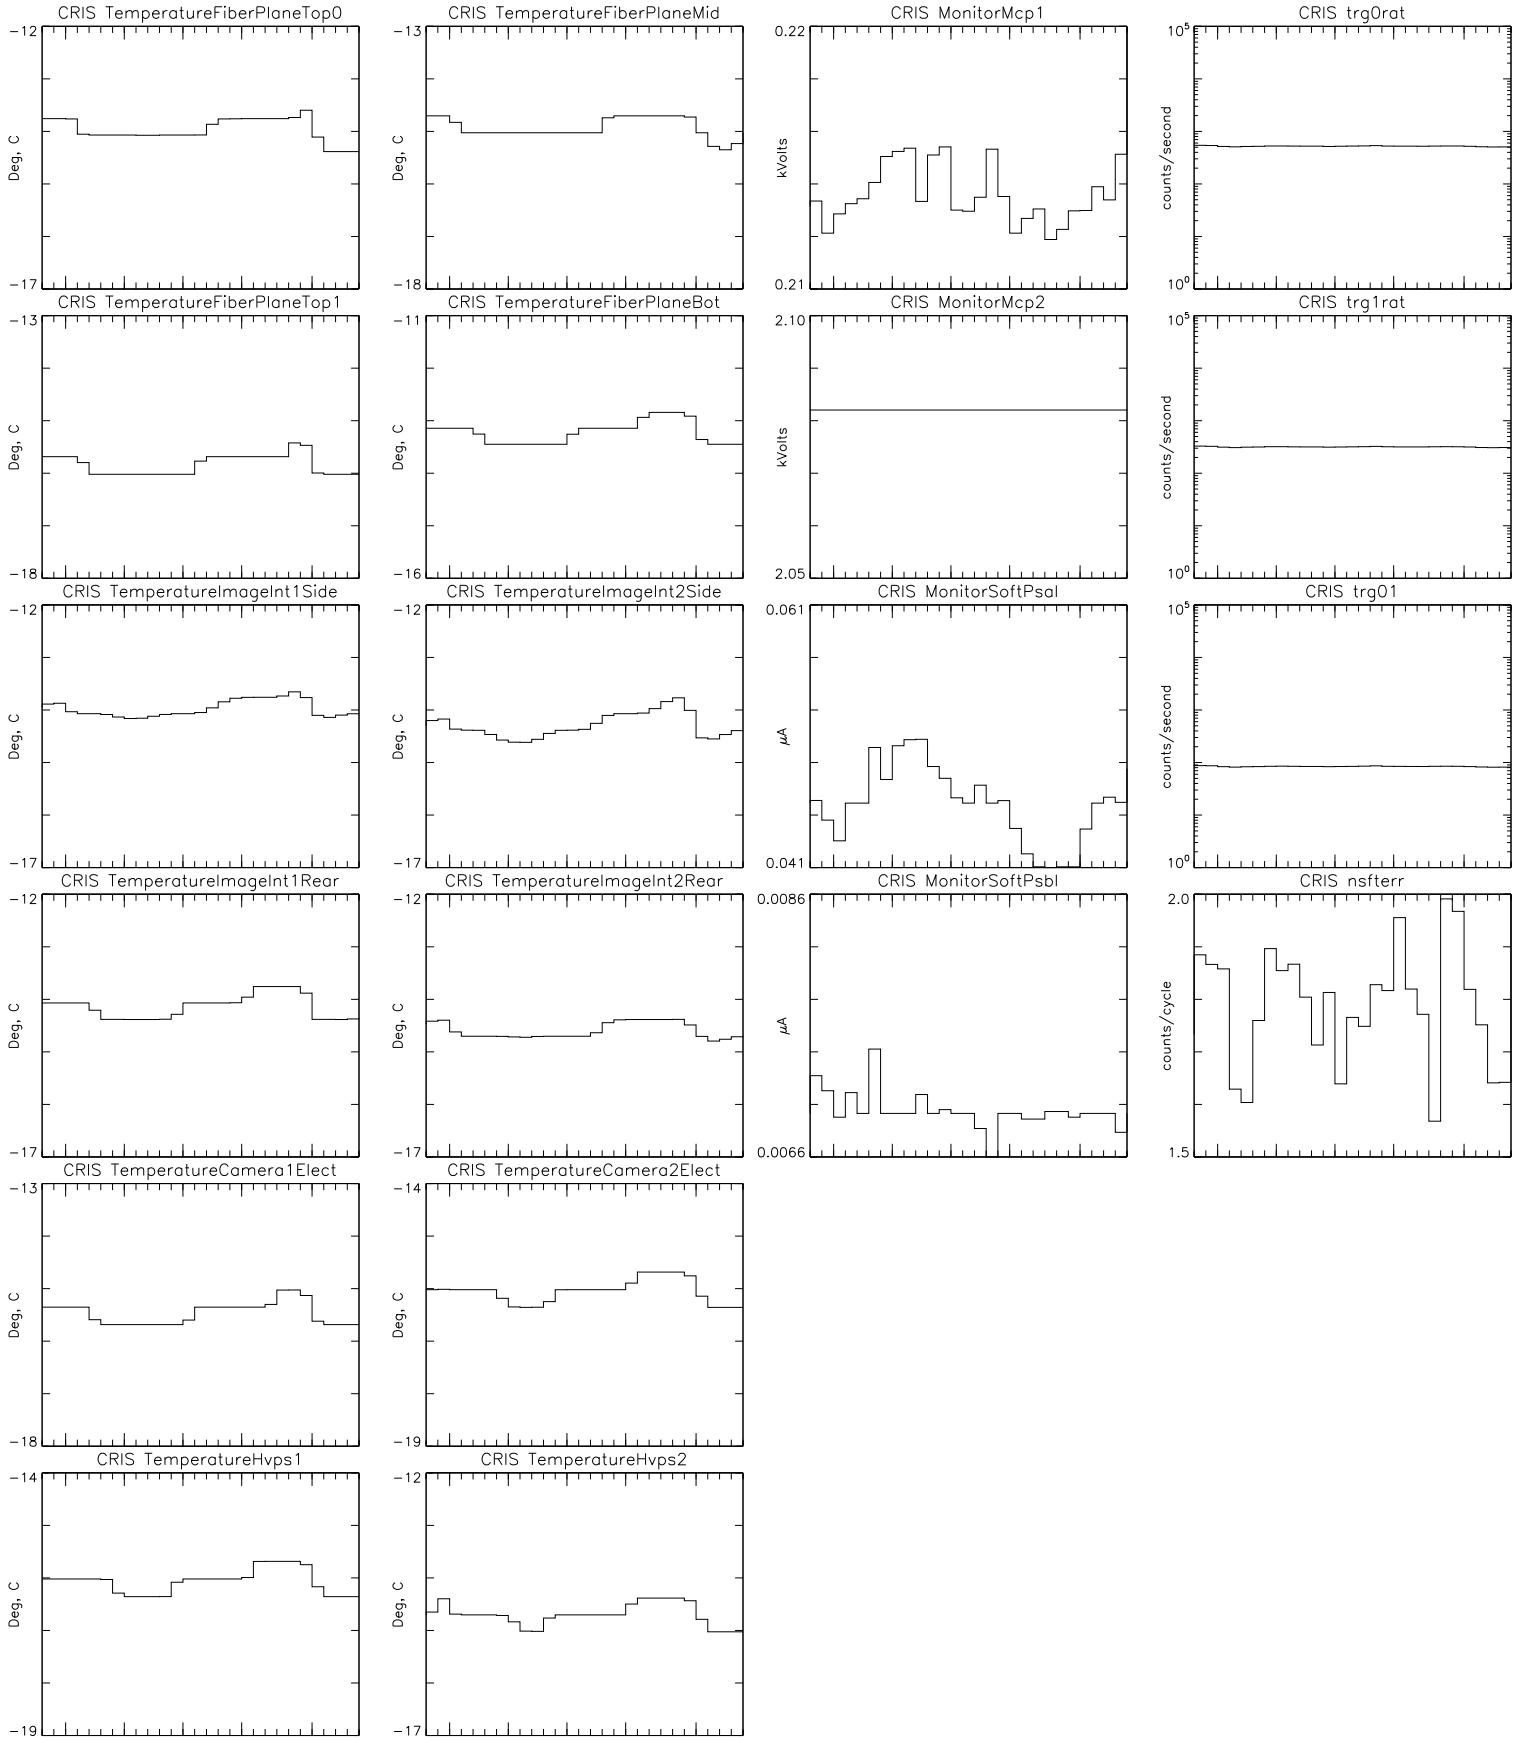 CRIS TemperatureFiberPlaneTop0
-12
Deg, C
-17
CRIS TemperatureFiberPlaneMid
-13
Deg, C
-18
CRIS MonitorMcp1
0.22
kVolts
0.21
CRIS trg0rat
10^5
counts/second
10^0
CRIS TemperatureFiberPlaneTop1
-13
Deg, C
-18
CRIS TemperatureFiberPlaneBot
-11
Deg, C
-16
CRIS MonitorMcp2
2.10
kVolts
2.05
CRIS trg1rat
10^5
counts/second
10^0
CRIS TemperatureImageInt1Side
-12
Deg, C
-17
CRIS TemperatureImageInt2Side
-12
Deg, C
-17
CRIS MonitorSoftPsaI
0.061
μA
0.041
CRIS trg01
10^5
counts/second
10^0
CRIS TemperatureImageInt1Rear
-12
Deg, C
-17
CRIS TemperatureImageInt2Rear
-12
Deg, C
-17
CRIS MonitorSoftPsbI
0.0086
μA
0.0066
CRIS nsfterr
2.0
counts/cycle
1.5
CRIS TemperatureCamera1Elect
-13
Deg, C
-18
CRIS TemperatureCamera2Elect
-14
Deg, C
-19
CRIS TemperatureHvps1
-14
Deg, C
-19
CRIS TemperatureHvps2
-12
Deg, C
-17